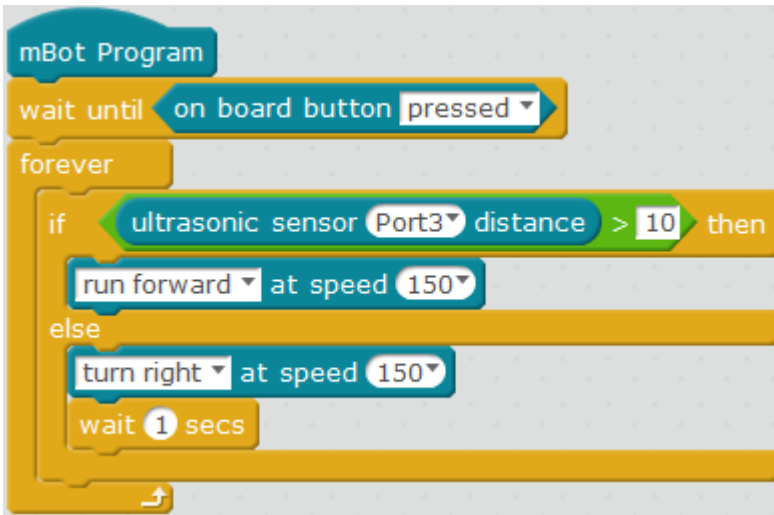 mBot Program
wait until on board button pressed
forever
if ultrasonic sensor Port3 distance > 10 then
run forward at speed 150
else
turn right at speed 150
wait 1 secs